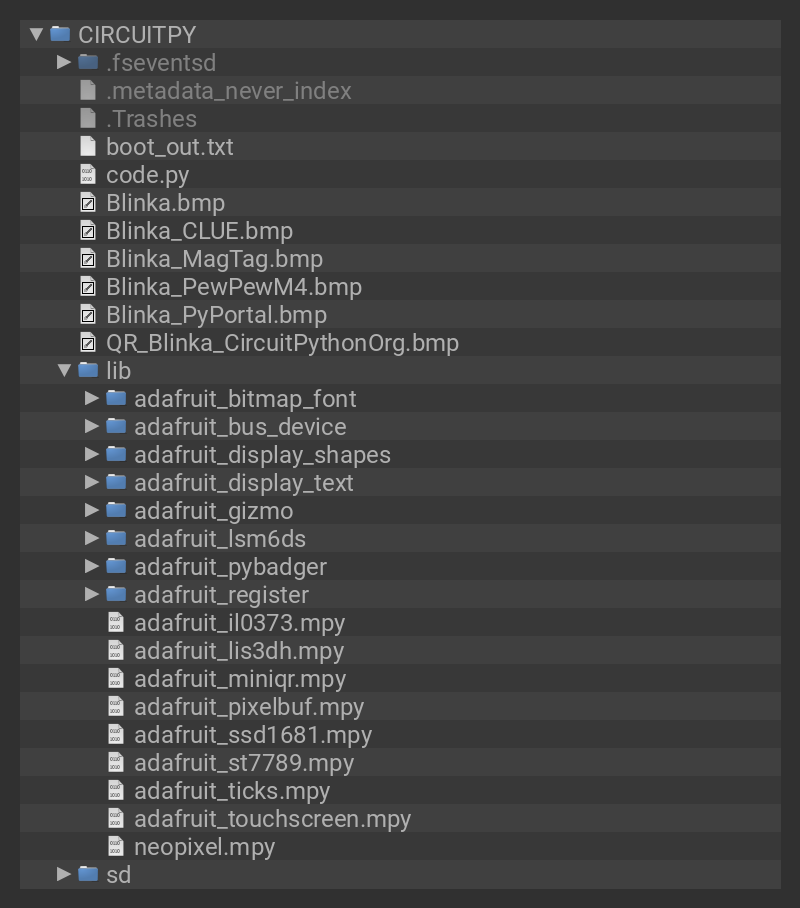 CIRCUITPY
.fseventsd
.metadata_never_index
.Trashes
boot_out.txt
code.py
Blinka.bmp
Blinka_CLUE.bmp
Blinka_MagTag.bmp
Blinka_PewPewM4.bmp
Blinka_PyPortal.bmp
QR_Blinka_CircuitPythonOrg.bmp
lib
adafruit_bitmap_font
adafruit_bus_device
adafruit_display_shapes
adafruit_display_text
adafruit_gizmo
adafruit_lsm6ds
adafruit_pybadger
adafruit_register
adafruit_il0373.mpy
adafruit_lis3dh.mpy
adafruit_miniqr.mpy
adafruit_pixelbuf.mpy
adafruit_ssd1681.mpy
adafruit_st7789.mpy
adafruit_ticks.mpy
adafruit_touchscreen.mpy
neopixel.mpy
sd